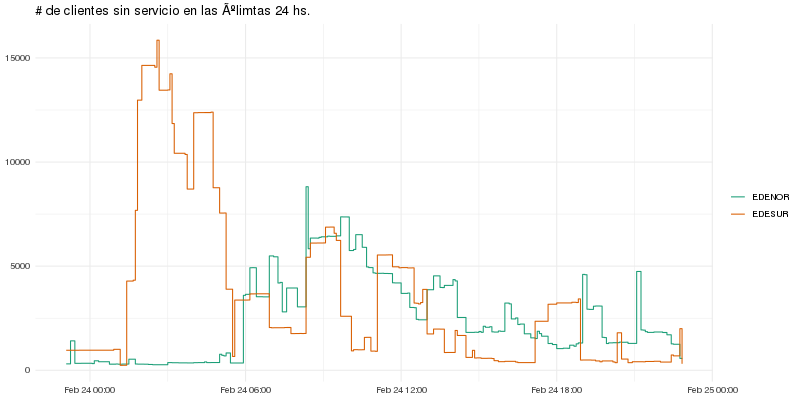 # de clientes sin servicio en las Ãºlimtas 24 hs.
15000
10000
5000
0
Feb 24 00:00
Feb 24 06:00
Feb 24 12:00
Feb 24 18:00
Feb 25 00:00
EDENOR
EDESUR